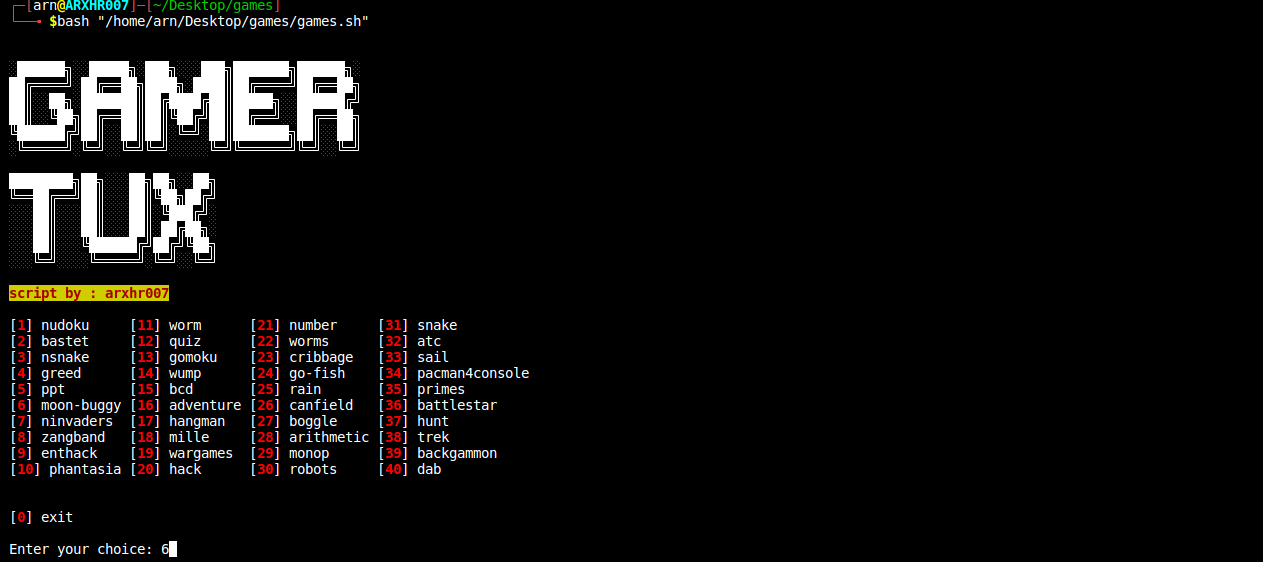 ┌─[arn@ARXHR007]─[~/Desktop/games]
└──╼ $bash "/home/arn/Desktop/games/games.sh"
GAMER
TUX
script by : arxhr007
[1] nudoku     [11] worm      [21] number     [31] snake
[2] bastet     [12] quiz      [22] worms      [32] atc
[3] nsnake     [13] gomoku    [23] cribbage   [33] sail
[4] greed      [14] wump      [24] go-fish    [34] pacman4console
[5] ppt        [15] bcd       [25] rain       [35] primes
[6] moon-buggy [16] adventure [26] canfield   [36] battlestar
[7] ninvaders  [17] hangman   [27] boggle     [37] hunt
[8] zangband   [18] mille     [28] arithmetic [38] trek
[9] enthack    [19] wargames  [29] monop      [39] backgammon
[10] phantasia [20] hack      [30] robots     [40] dab
[0] exit
Enter your choice: 6